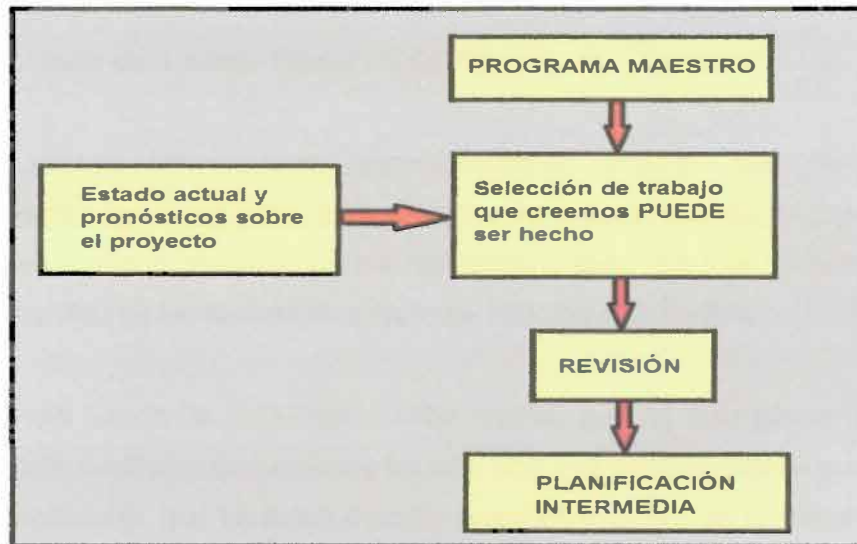 PROGRAMA MAESTRO
Estado actual y
pronósticos sobre
el proyecto
Selección de trabajo
que creemos PUEDE
ser hecho
REVISIÓN
PLANIFICACIÓN
INTERMEDIA